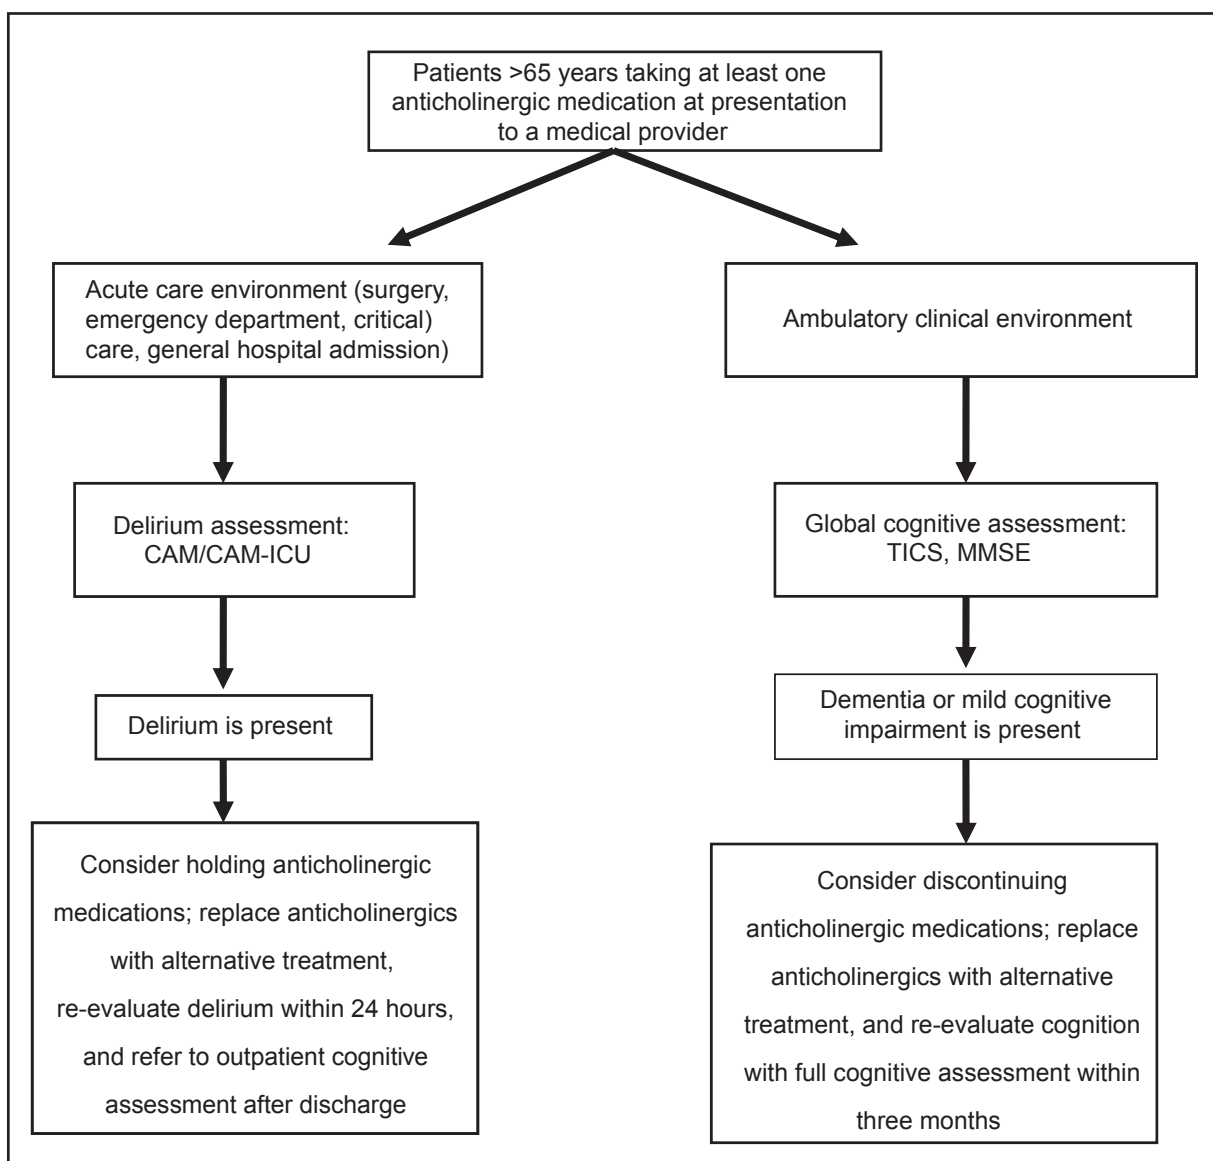 Patients >65 years taking at least one
anticholinergic medication at presentation
to a medical provider
Acute care environment (surgery,
emergency department, critical)
care, general hospital admission)
Ambulatory clinical environment
Delirium assessment:
CAM/CAM-ICU
Global cognitive assessment:
TICS, MMSE
Delirium is present
Dementia or mild cognitive
impairment is present
Consider holding anticholinergic
medications; replace anticholinergics
with alternative treatment,
re-evaluate delirium within 24 hours,
and refer to outpatient cognitive
assessment after discharge
Consider discontinuing
anticholinergic medications; replace
anticholinergics with alternative
treatment, and re-evaluate cognition
with full cognitive assessment within
three months